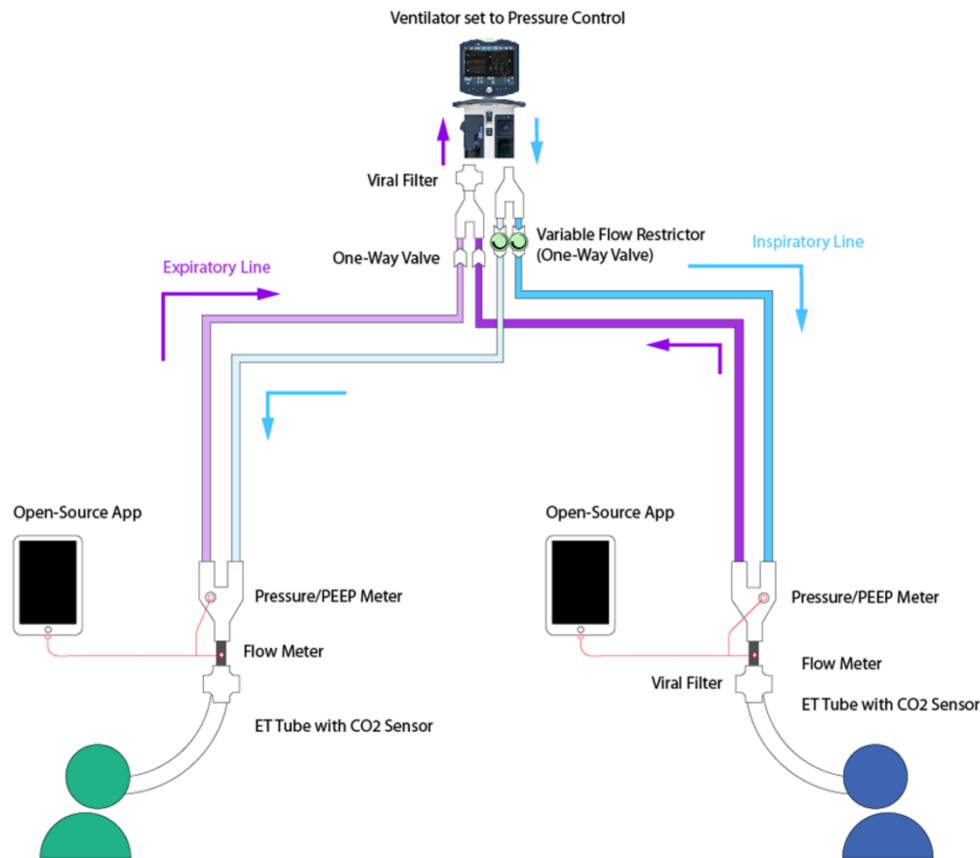 Ventilator set to Pressure Control
Viral Filter
One-Way Valve
Variable Flow Restrictor
(One-Way Valve)
Inspiratory Line
Expiratory Line
Open-Source App
Open-Source App
Pressure/PEEP Meter
Pressure/PEEP Meter
Flow Meter
Flow Meter
Viral Filter
ET Tube with CO2 Sensor
ET Tube with CO2 Sensor